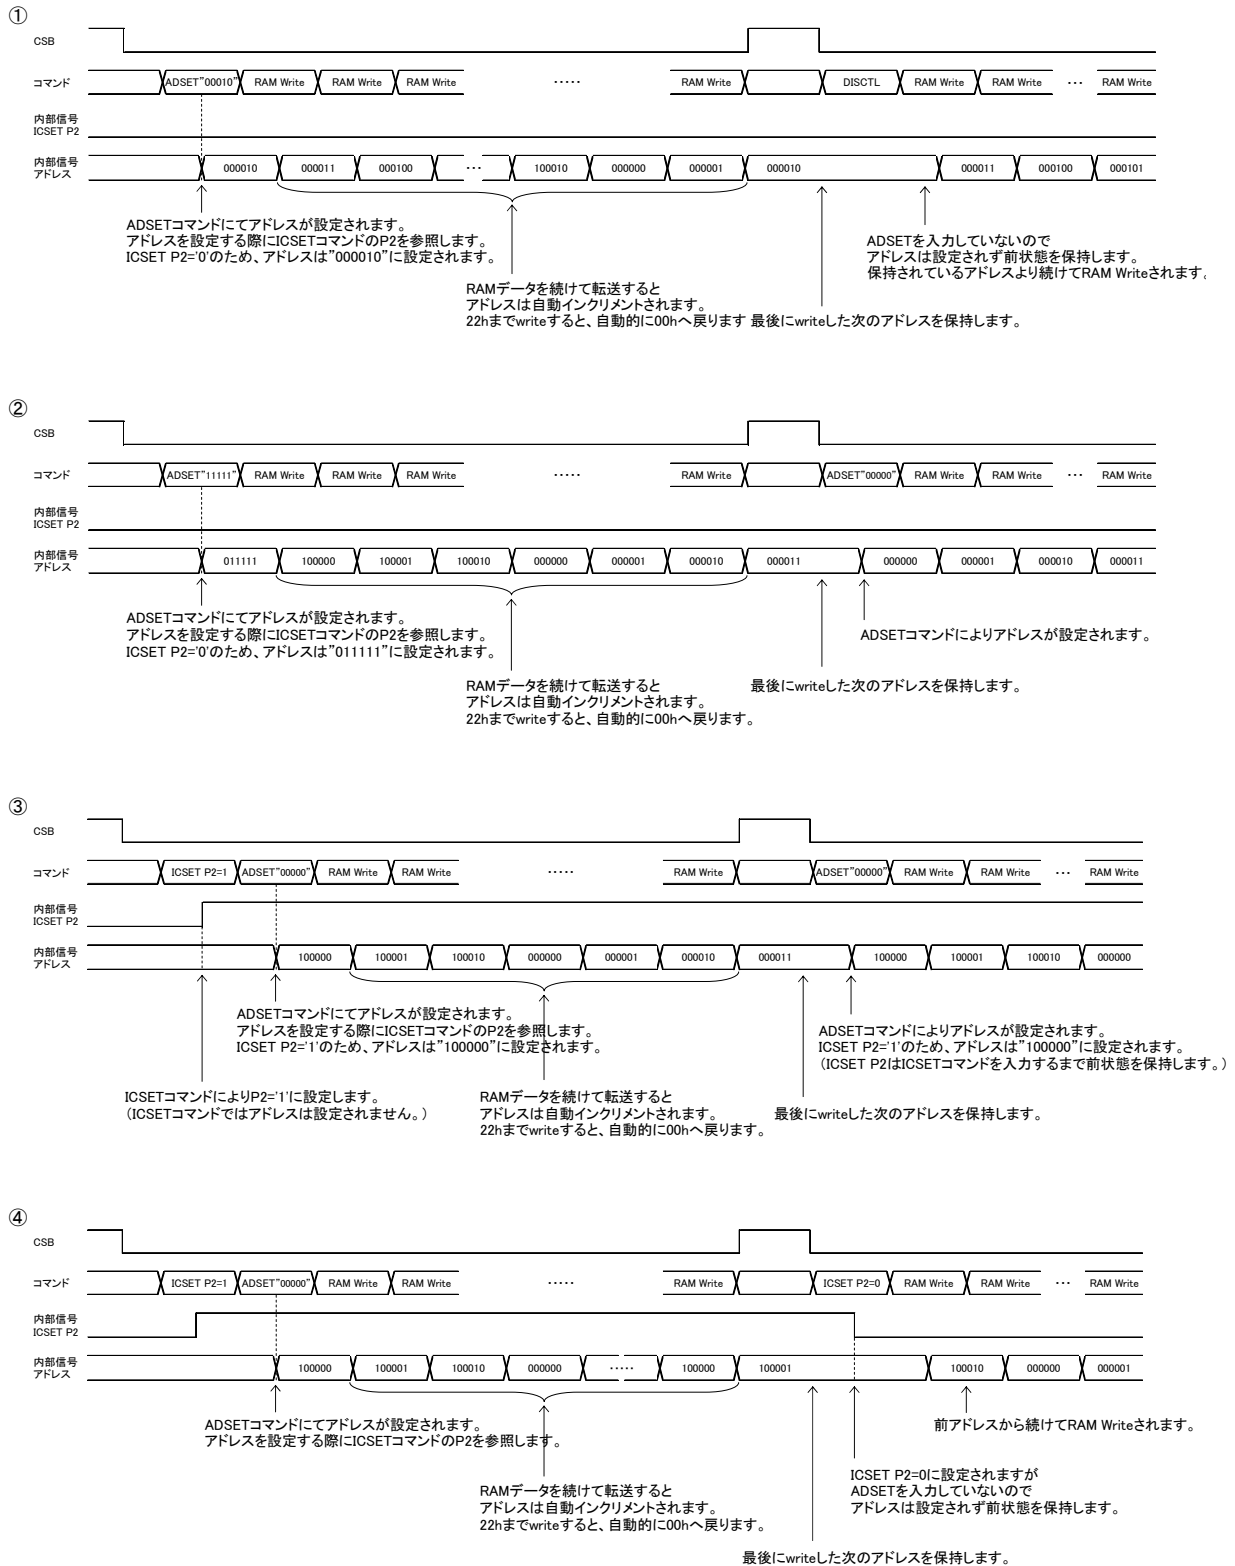 ①
CSB
コマンド ADSET"00010" RAM Write RAM Write RAM Write ····· RAM Write DISCTL RAM Write RAM Write ··· RAM Write
内部信号
ICSET P2
内部信号
アドレス 000010 000011 000100 ··· 100010 000000 000001 000010 000011 000100 000101
ADSETコマンドにてアドレスが設定されます。
アドレスを設定する際にICSETコマンドのP2を参照します。
ICSET P2='0'のため、アドレスは"000010"に設定されます。
ADSETを入力していないので
アドレスは設定されず前状態を保持します。
保持されているアドレスより続けてRAM Writeされます。
RAMデータを続けて転送すると
アドレスは自動インクリメントされます。
22hまでwriteすると、自動的に00hへ戻ります 最後にwriteした次のアドレスを保持します。
②
CSB
コマンド ADSET"11111" RAM Write RAM Write RAM Write ····· RAM Write ADSET"00000" RAM Write RAM Write ··· RAM Write
内部信号
ICSET P2
内部信号
アドレス 011111 100000 100001 100010 000000 000001 000010 000011 000000 000001 000010 000011
ADSETコマンドにてアドレスが設定されます。
アドレスを設定する際にICSETコマンドのP2を参照します。
ICSET P2='0'のため、アドレスは"011111"に設定されます。
ADSETコマンドによりアドレスが設定されます。
RAMデータを続けて転送すると
アドレスは自動インクリメントされます。
22hまでwriteすると、自動的に00hへ戻ります。
最後にwriteした次のアドレスを保持します。
③
CSB
コマンド ICSET P2=1 ADSET"00000" RAM Write RAM Write ····· RAM Write ADSET"00000" RAM Write RAM Write ··· RAM Write
内部信号
ICSET P2
内部信号
アドレス 100000 100001 100010 000000 000001 000010 000011 100000 100001 100010 000000
ADSETコマンドにてアドレスが設定されます。
アドレスを設定する際にICSETコマンドのP2を参照します。
ICSET P2='1'のため、アドレスは"100000"に設定されます。
ADSETコマンドによりアドレスが設定されます。
ICSET P2='1'のため、アドレスは"100000"に設定されます。
(ICSET P2はICSETコマンドを入力するまで前状態を保持します。)
ICSETコマンドによりP2='1'に設定します。
(ICSETコマンドではアドレスは設定されません。)
RAMデータを続けて転送すると
アドレスは自動インクリメントされます。
22hまでwriteすると、自動的に00hへ戻ります。
最後にwriteした次のアドレスを保持します。
④
CSB
コマンド ICSET P2=1 ADSET"00000" RAM Write RAM Write ····· RAM Write ICSET P2=0 RAM Write RAM Write ··· RAM Write
内部信号
ICSET P2
内部信号
アドレス 100000 100001 100010 000000 ····· 100000 100001 100010 000000 000001
ADSETコマンドにてアドレスが設定されます。
アドレスを設定する際にICSETコマンドのP2を参照します。
前アドレスから続けてRAM Writeされます。
ICSET P2=0に設定されますが
ADSETを入力していないので
アドレスは設定されず前状態を保持します。
RAMデータを続けて転送すると
アドレスは自動インクリメントされます。
22hまでwriteすると、自動的に00hへ戻ります。
最後にwriteした次のアドレスを保持します。